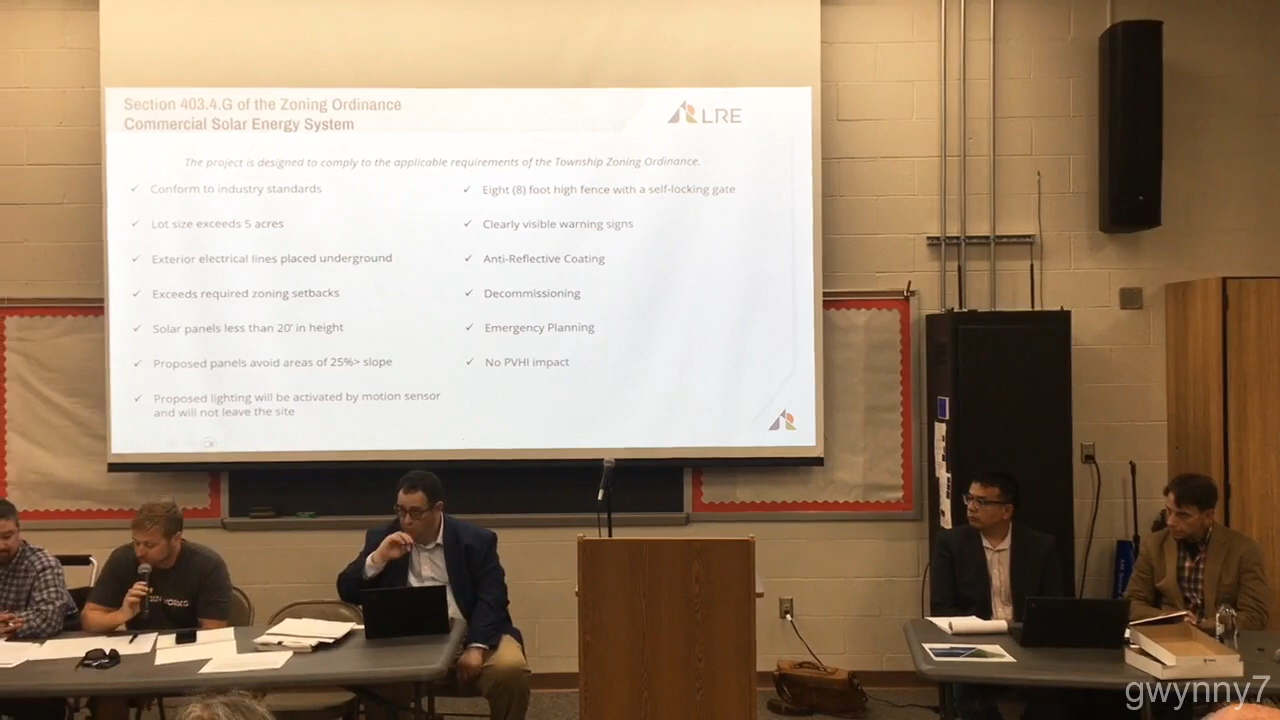 Section 403.4.G of the Zoning Ordinance
Commercial Solar Energy System
LRE
The project is designed to comply to the applicable requirements of the Township Zoning Ordinance.
✓ Conform to industry standards
✓ Lot size exceeds 5 acres
✓ Exterior electrical lines placed underground
✓ Exceeds required zoning setbacks
✓ Solar panels less than 20' in height
✓ Proposed panels avoid areas of 25%> slope
✓ Proposed lighting will be activated by motion sensor
and will not leave the site
✓ Eight (8) foot high fence with a self-locking gate
✓ Clearly visible warning signs
✓ Anti-Reflective Coating
✓ Decommissioning
✓ Emergency Planning
✓ No PVHI impact
gwynny7